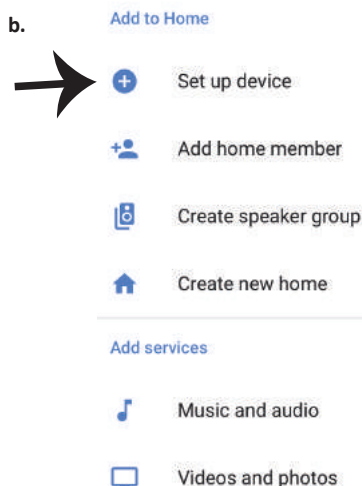 b.
Add to Home
Set up device
Add home member
Create speaker group
Create new home
Add services
Music and audio
Videos and photos